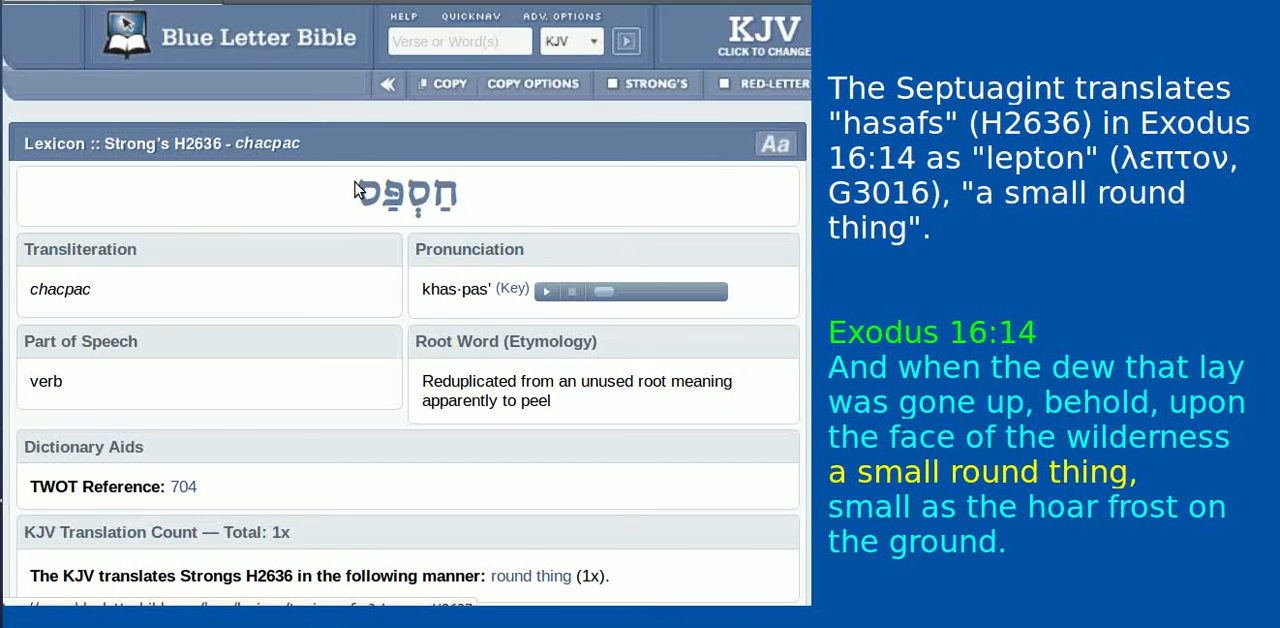 HELP QUICKNAV ADV. OPTIONS
Blue Letter Bible
Verse or Word(s)
KJV
KJV
CLICK TO CHANGE
COPY COPY OPTIONS STRONG'S RED-LETTER
Lexicon :: Strong's H2636 - chacpac
Aa
חַסְפַּס
Transliteration
chacpac
Pronunciation
khas·pas' (Key)
Part of Speech
verb
Root Word (Etymology)
Reduplicated from an unused root meaning
apparently to peel
Dictionary Aids
TWOT Reference: 704
KJV Translation Count — Total: 1x
The KJV translates Strongs H2636 in the following manner: round thing (1x).
The Septuagint translates
"hasafs" (H2636) in Exodus
16:14 as "lepton" (λεπτον,
G3016), "a small round
thing".
Exodus 16:14
And when the dew that lay
was gone up, behold, upon
the face of the wilderness
a small round thing,
small as the hoar frost on
the ground.